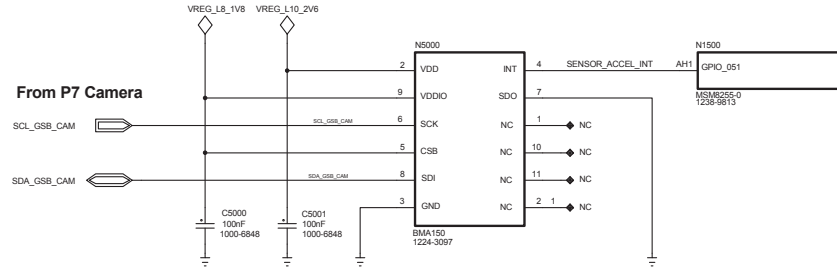 VREG_L8_1V8 VREG_L10_2V6
N5000 N1500
2 VDD INT 4 SENSOR_ACCEL_INT AH1 GPIO_051
From P7 Camera
9 VDDIO SDO 7
MSM8255-0
1238-9813
SCL_GSB_CAM SCL_GSB_CAM 6 SCK NC 1 NC
5 CSB NC 10 NC
SDA_GSB_CAM SDA_GSB_CAM 8 SDI NC 11 NC
3 GND NC 2 1 NC
C5000 C5001
100nF 100nF
1000-6848 1000-6848
BMA150
1224-3097